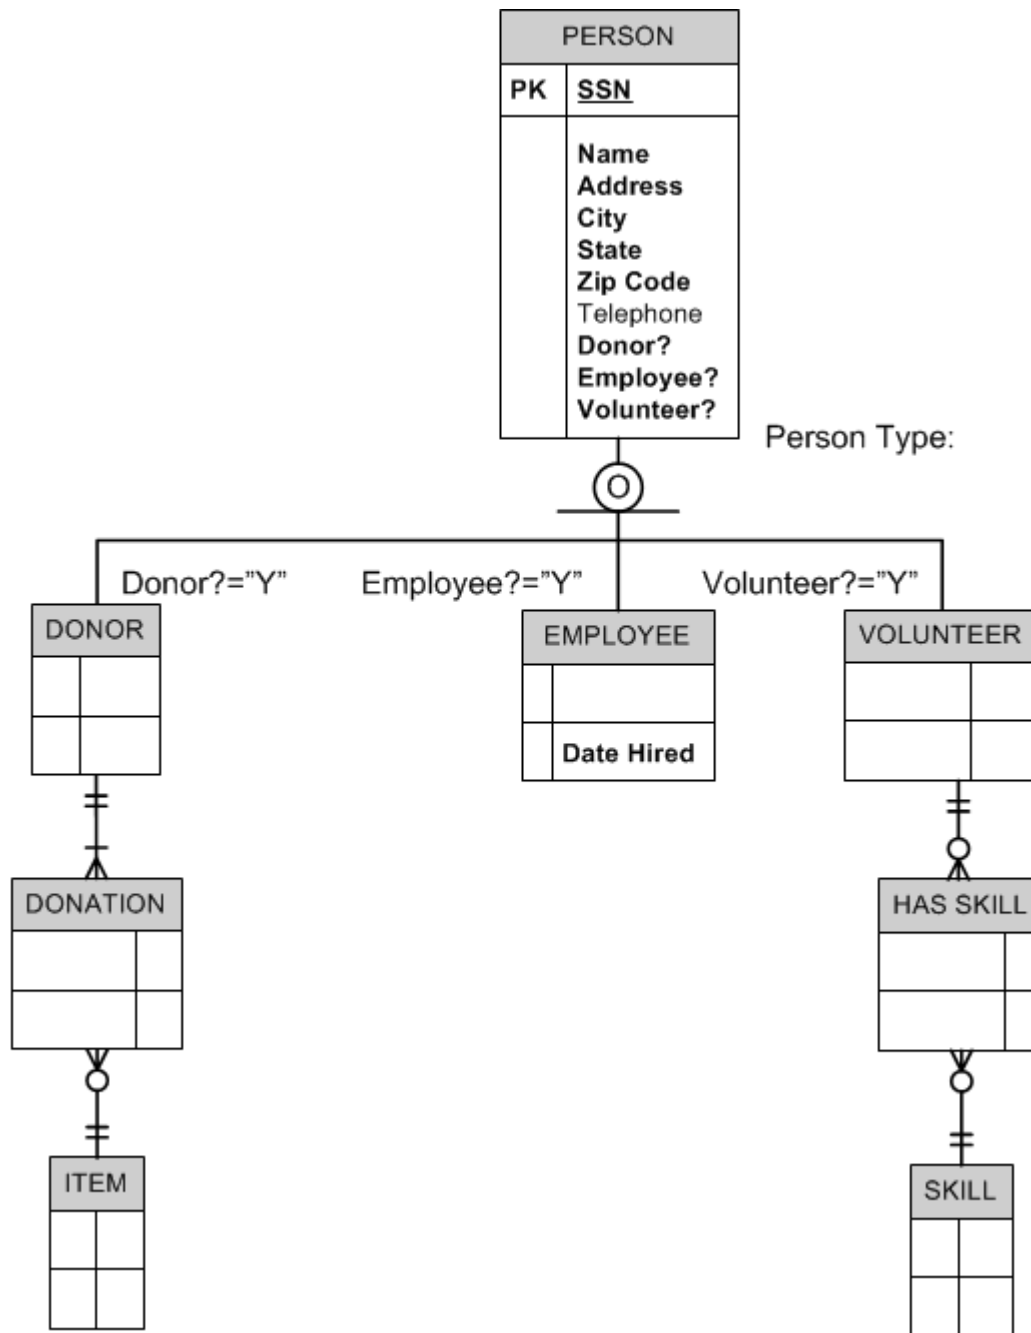 PERSON
PK SSN
Name
Address
City
State
Zip Code
Telephone
Donor?
Employee?
Volunteer?
Person Type:
O
Donor?="Y" Employee?="Y" Volunteer?="Y"
DONOR EMPLOYEE VOLUNTEER
Date Hired
DONATION HAS SKILL
ITEM SKILL